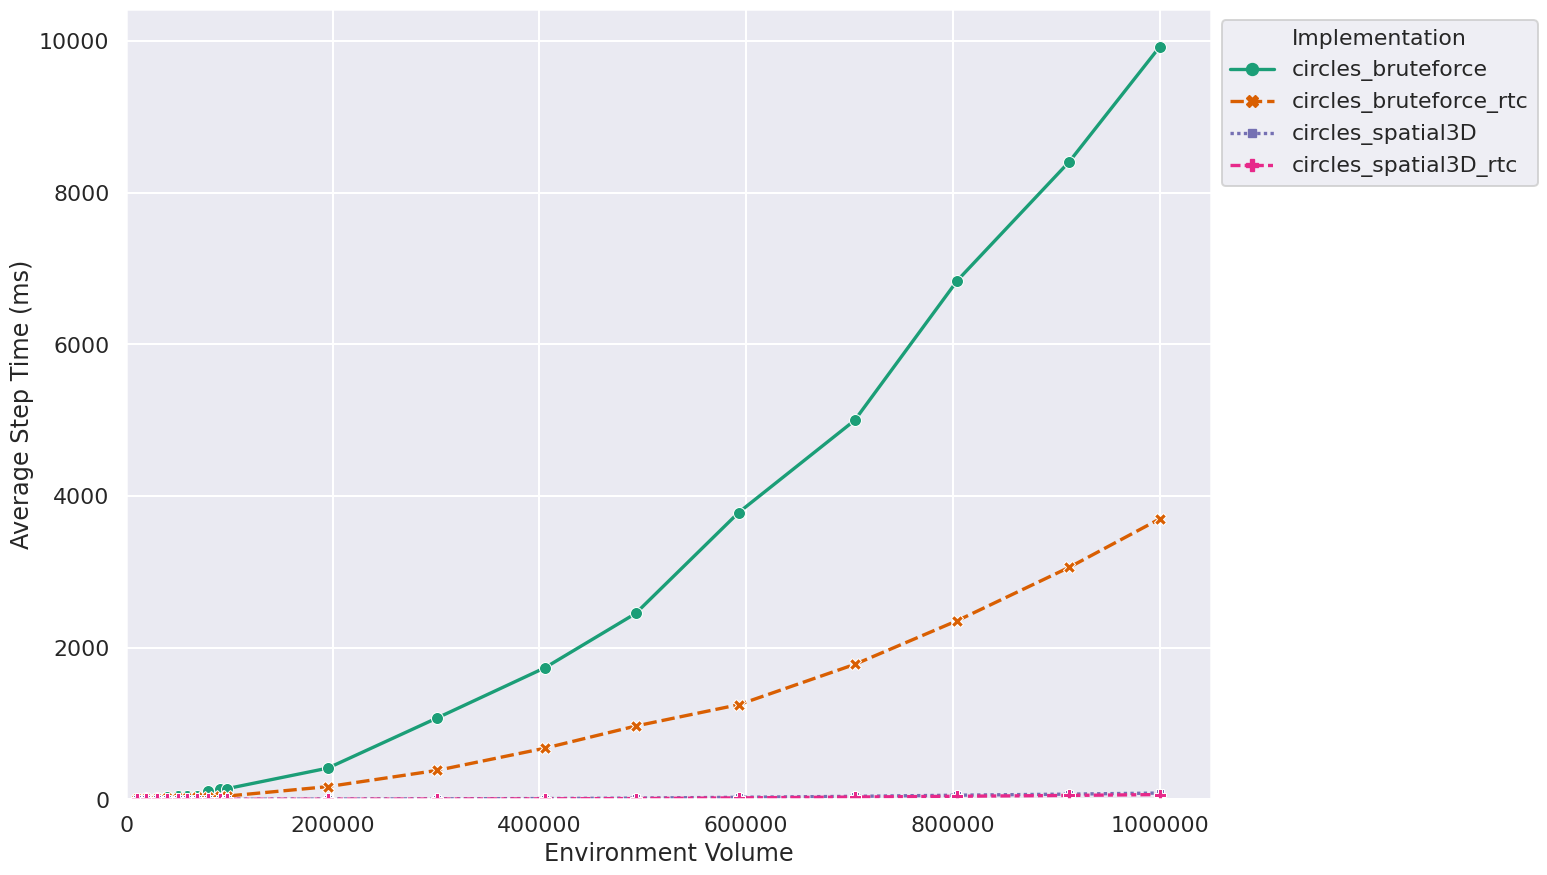 10000
8000
6000
4000
2000
0
Average Step Time (ms)
0
200000
400000
600000
800000
1000000
Environment Volume
Implementation
circles_bruteforce
circles_bruteforce_rtc
circles_spatial3D
circles_spatial3D_rtc